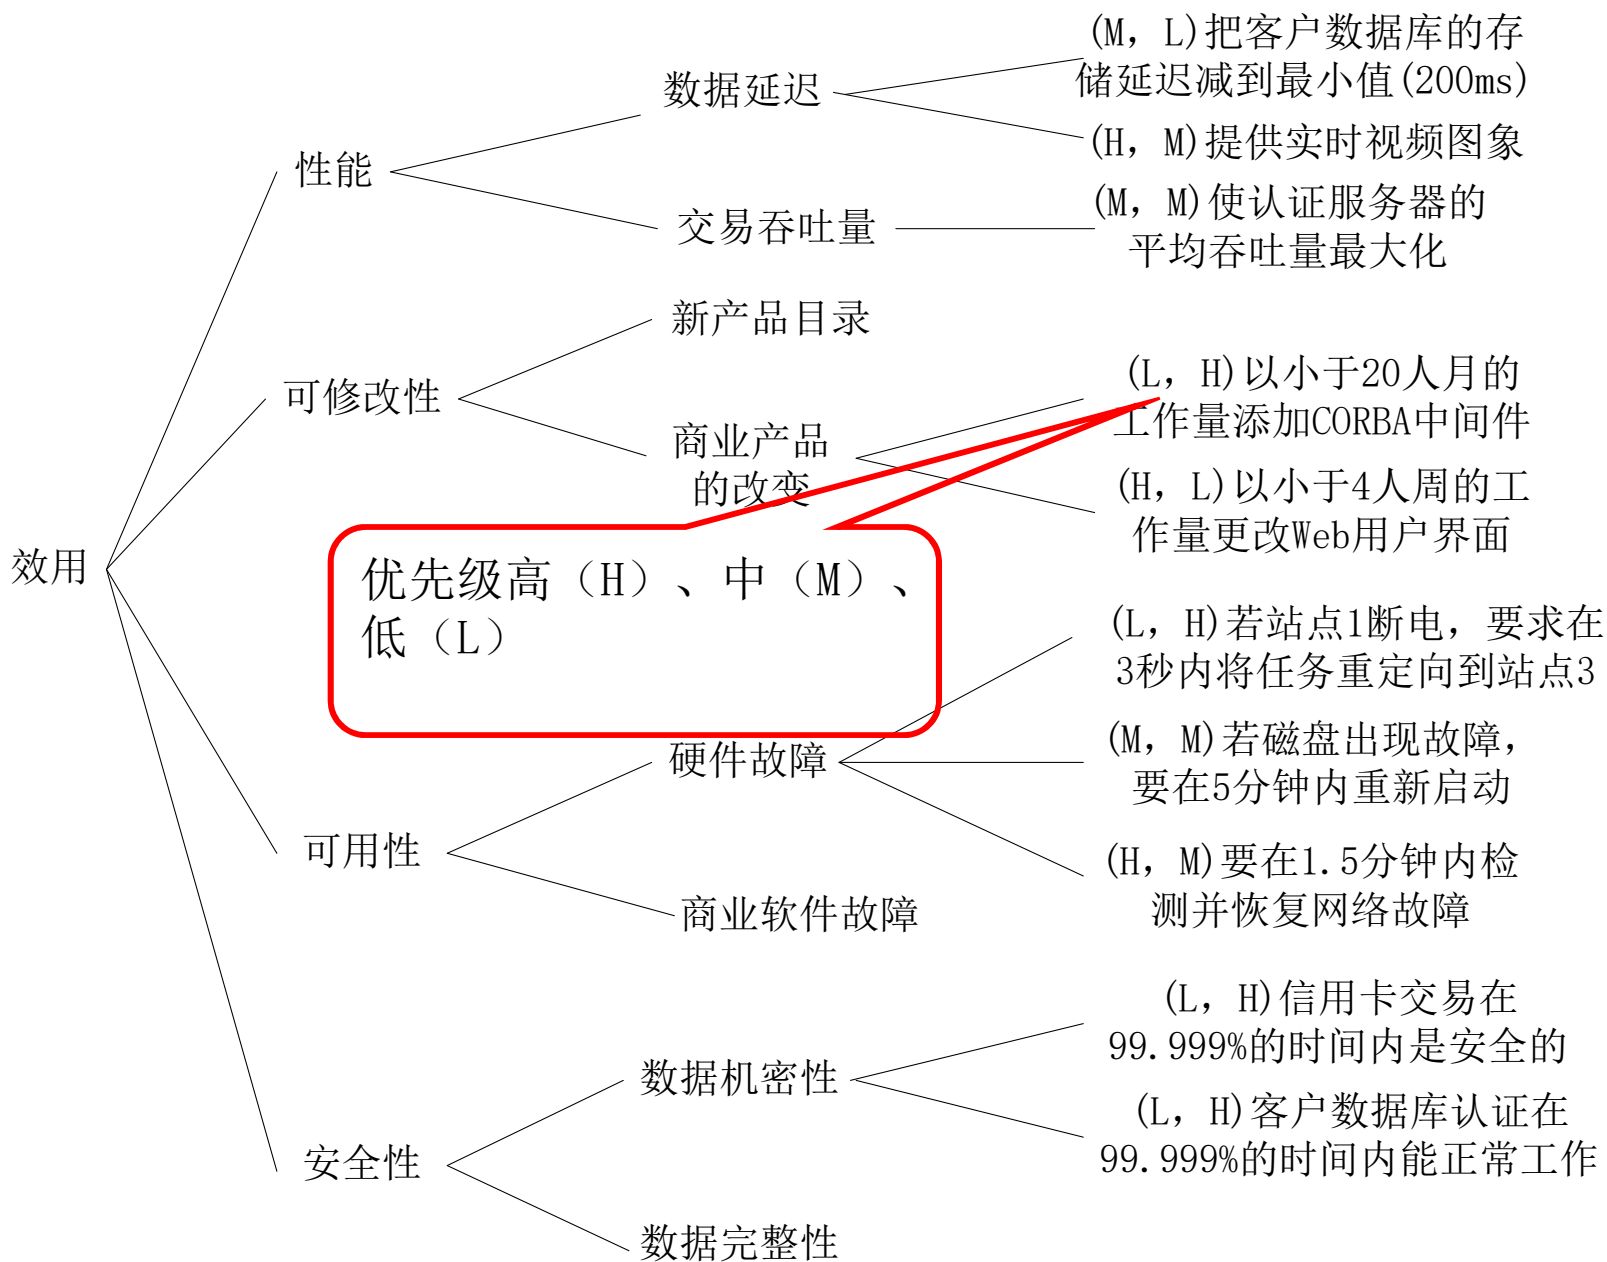 (M，L)把客户数据库的存
储延迟减到最小值(200ms)
数据延迟
(H，M)提供实时视频图象
性能
(M，M)使认证服务器的
平均吞吐量最大化
交易吞吐量
新产品目录
(L，H)以小于20人月的
工作量添加CORBA中间件
可修改性
商业产品
的改变
(H，L)以小于4人周的工
作量更改Web用户界面
效用
优先级高（H）、中（M）、
低（L）
(L，H)若站点1断电，要求在
3秒内将任务重定向到站点3
硬件故障
(M，M)若磁盘出现故障，
要在5分钟内重新启动
可用性
(H，M)要在1.5分钟内检
测并恢复网络故障
商业软件故障
(L，H)信用卡交易在
99.999%的时间内是安全的
数据机密性
(L，H)客户数据库认证在
99.999%的时间内能正常工作
安全性
数据完整性